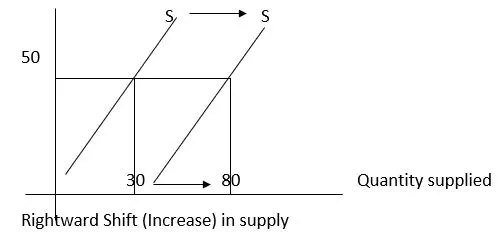 S S
50
30 80 Quantity supplied
Rightward Shift (Increase) in supply